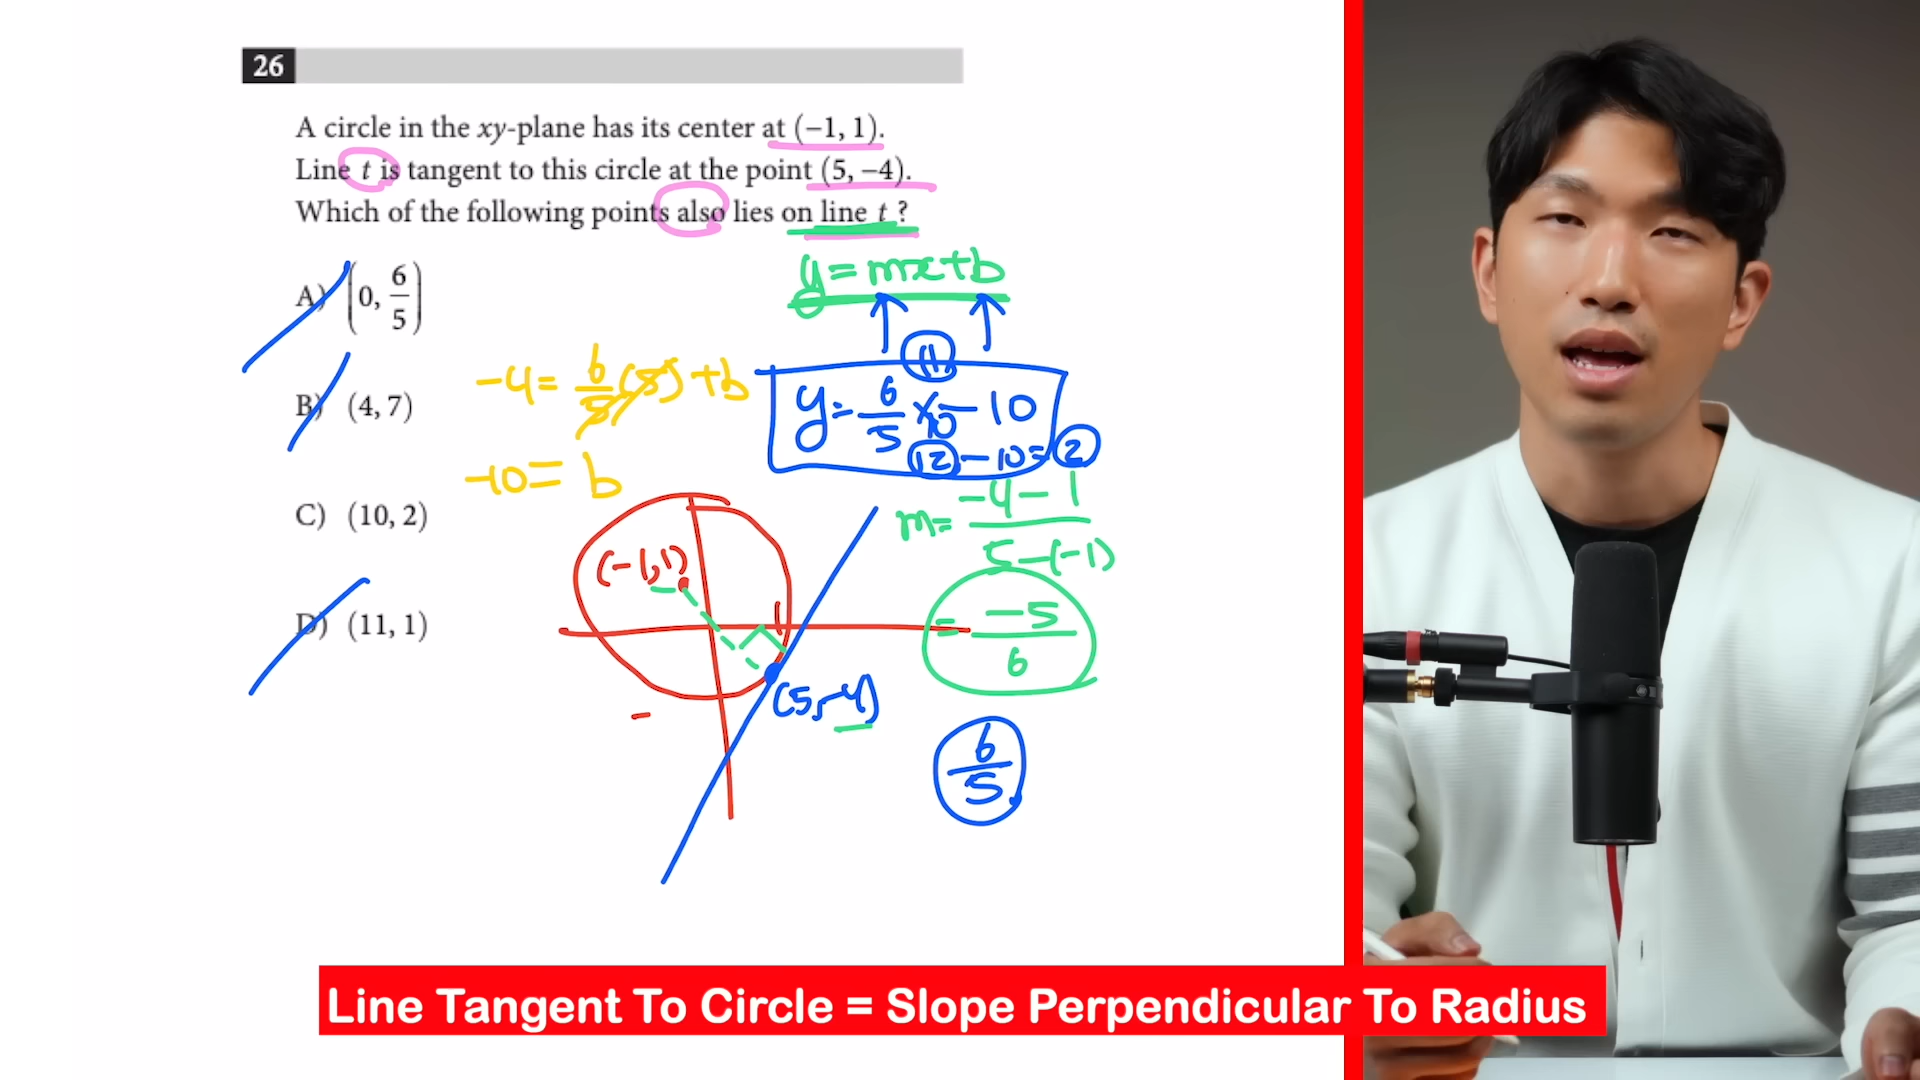 26
A circle in the xy-plane has its center at (−1, 1).
Line t is tangent to this circle at the point (5, −4).
Which of the following points also lies on line t ?
y = mx+b
A) (0, 6/5)
-4 = 6/5 (5) + b
11
y = 6/5 x - 10
10
12 - 10 = 2
B) (4, 7)
-10 = b
m = -4 - 1 / 5 - (-1)
C) (10, 2)
(-1,1)
= -5/6
D) (11, 1)
(5,-4)
6/5
Line Tangent To Circle = Slope Perpendicular To Radius